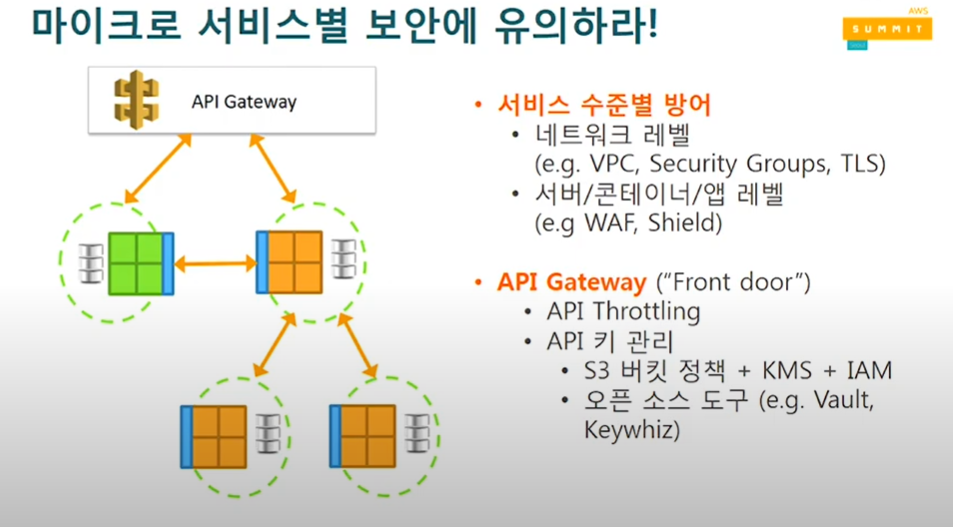 마이크로 서비스별 보안에 유의하라!
AWS
SUMMIT
API Gateway
• 서비스 수준별 방어
• 네트워크 레벨
(e.g. VPC, Security Groups, TLS)
• 서버/콘테이너/앱 레벨
(e.g WAF, Shield)
• API Gateway (“Front door”)
• API Throttling
• API 키 관리
• S3 버킷 정책 + KMS + IAM
• 오픈 소스 도구 (e.g. Vault,
Keywhiz)